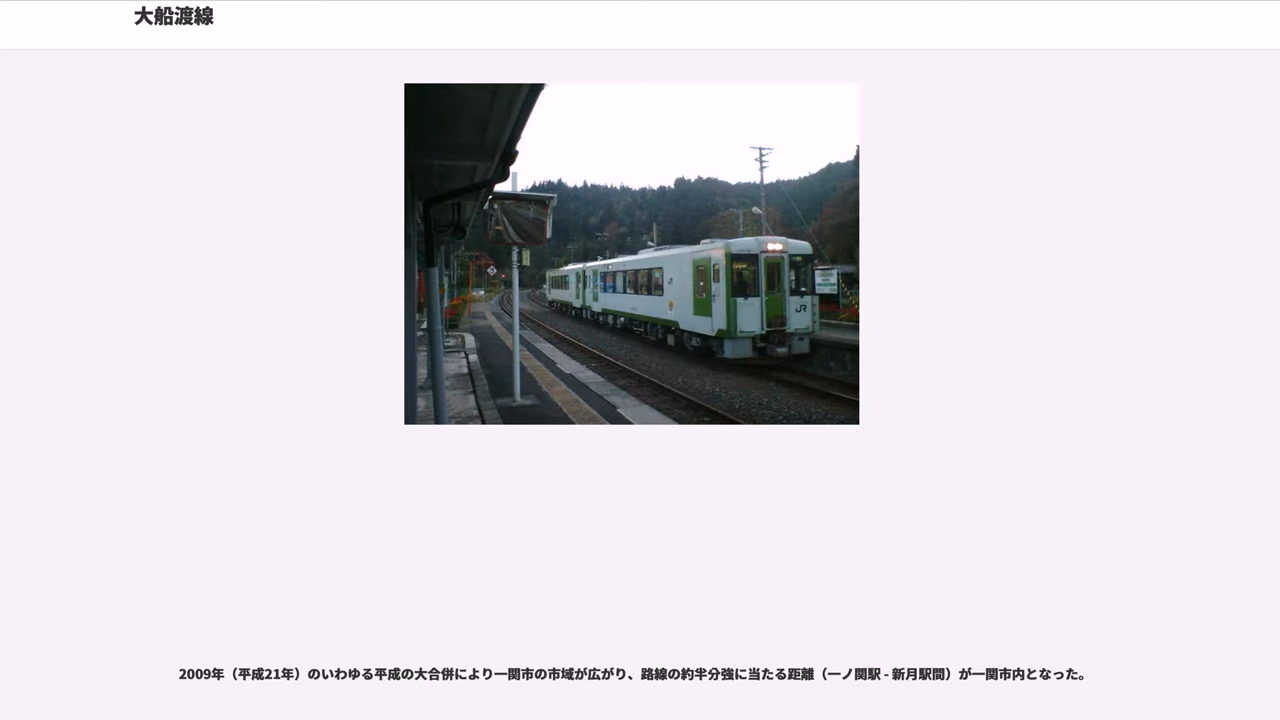 大船渡線
JR
2009年（平成21年）のいわゆる平成の大合併により一関市の市域が広がり、路線の約半分強に当たる距離（一ノ関駅 - 新月駅間）が一関市内となった。